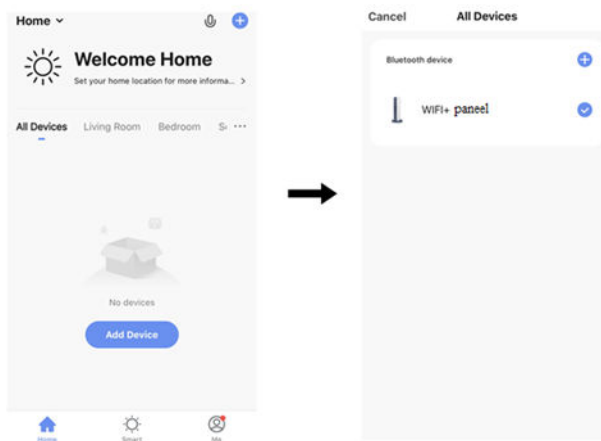 Home
Welcome Home
Set your home location for more informa... >
All Devices Living Room Bedroom S ...
No devices
Add Device
Home Smart Me
Cancel All Devices
Bluetooth device
WIFI+ paneel